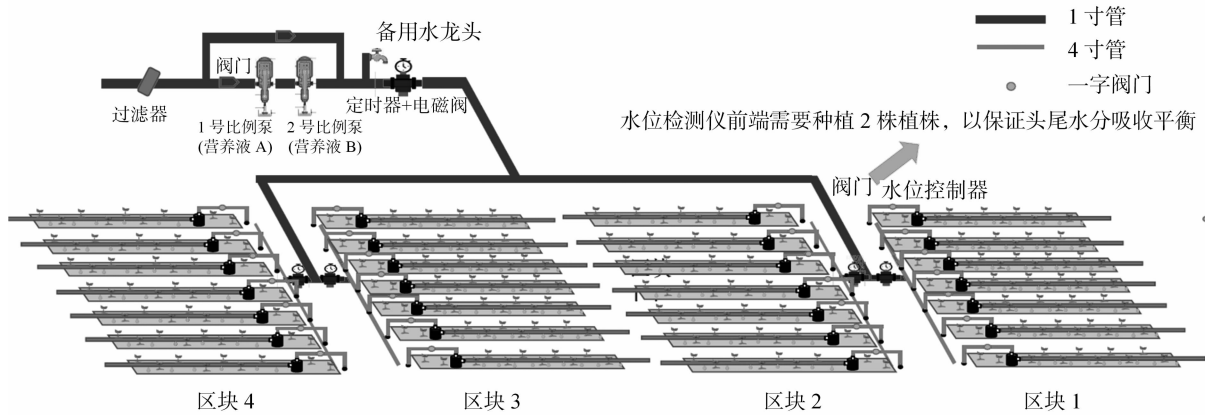 备用水龙头
1 寸管
4 寸管
一字阀门
阀门
过滤器
定时器+电磁阀
1 号比例泵
(营养液 A)
2 号比例泵
(营养液 B)
水位检测仪前端需要种植 2 株植株，以保证头尾水分吸收平衡
阀门
水位控制器
区块 4
区块 3
区块 2
区块 1